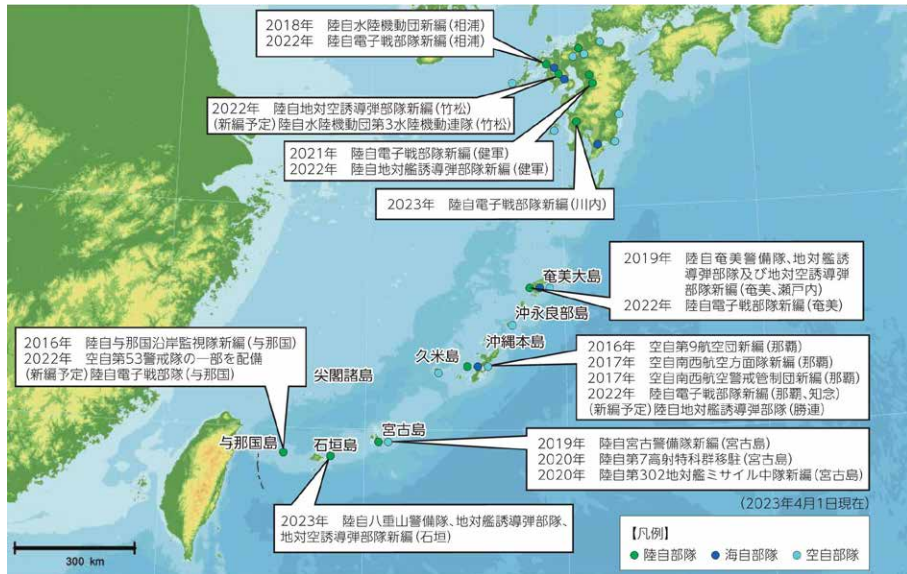 2018年 陸自水陸機動団新編(相浦)
2022年 陸自電子戦部隊新編(相浦)
2022年 陸自地対空誘導弾部隊新編(竹松)
(新編予定)陸自水陸機動団第3水陸機動連隊(竹松)
2021年 陸自電子戦部隊新編(健軍)
2022年 陸自地対艦誘導弾部隊新編(健軍)
2023年 陸自電子戦部隊新編(川内)
2019年 陸自奄美警備隊、地対艦誘
導弾部隊及び地対空誘導弾
部隊新編(奄美、瀬戸内)
2022年 陸自電子戦部隊新編(奄美)
奄美大島
沖永良部島
沖縄本島
久米島
2016年 陸自与那国沿岸監視隊新編(与那国)
2022年 空自第53警戒隊の一部を配備
(新編予定)陸自電子戦部隊(与那国)
尖閣諸島
2016年 空自第9航空団新編(那覇)
2017年 空自南西航空方面隊新編(那覇)
2017年 空自南西航空警戒管制団新編(那覇)
2022年 陸自電子戦部隊新編(那覇、知念)
(新編予定)陸自地対艦誘導弾部隊(勝連)
与那国島
石垣島
宮古島
2019年 陸自宮古警備隊新編(宮古島)
2020年 陸自第7高射特科群移駐(宮古島)
2020年 陸自第302地対艦ミサイル中隊新編(宮古島)
2023年 陸自八重山警備隊、地対艦誘導弾部隊、
地対空誘導弾部隊新編(石垣)
(2023年4月1日現在)
【凡例】
陸自部隊 海自部隊 空自部隊
300 km